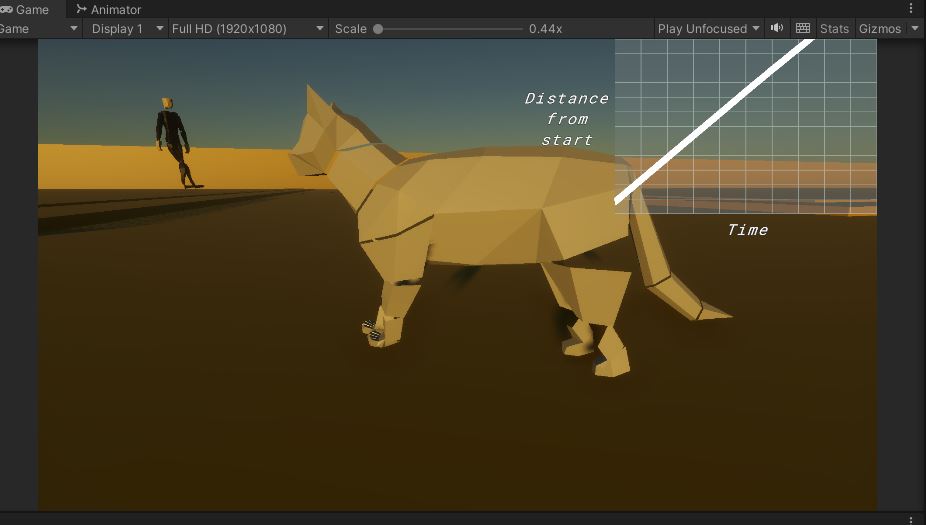 Game
Animator
Game
Display 1
Full HD (1920x1080)
Scale
0.44x
Play Unfocused
Stats
Gizmos
Distance
from
start
Time